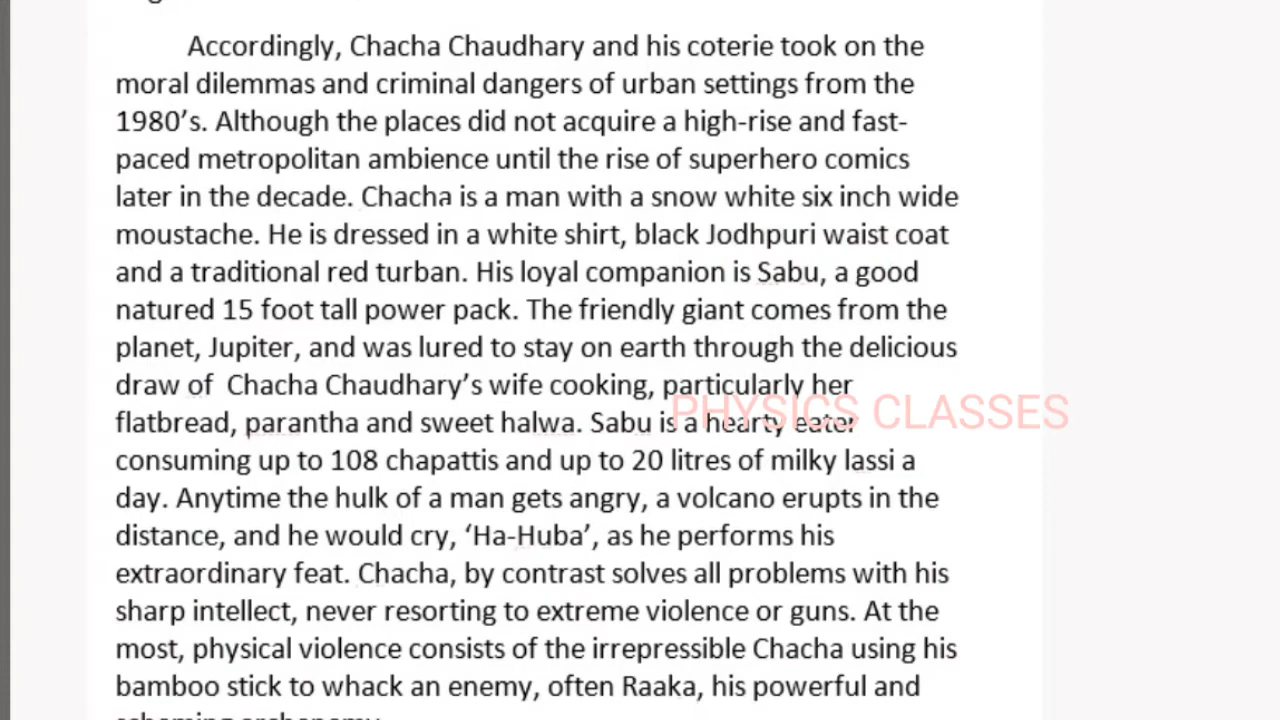 Accordingly, Chacha Chaudhary and his coterie took on the
moral dilemmas and criminal dangers of urban settings from the
1980’s. Although the places did not acquire a high-rise and fast-
paced metropolitan ambience until the rise of superhero comics
later in the decade. Chacha is a man with a snow white six inch wide
moustache. He is dressed in a white shirt, black Jodhpuri waist coat
and a traditional red turban. His loyal companion is Sabu, a good
natured 15 foot tall power pack. The friendly giant comes from the
planet, Jupiter, and was lured to stay on earth through the delicious
draw of  Chacha Chaudhary’s wife cooking, particularly her
PHYSICS CLASSES
flatbread, parantha and sweet halwa. Sabu is a hearty eater
consuming up to 108 chapattis and up to 20 litres of milky lassi a
day. Anytime the hulk of a man gets angry, a volcano erupts in the
distance, and he would cry, ‘Ha-Huba’, as he performs his
extraordinary feat. Chacha, by contrast solves all problems with his
sharp intellect, never resorting to extreme violence or guns. At the
most, physical violence consists of the irrepressible Chacha using his
bamboo stick to whack an enemy, often Raaka, his powerful and